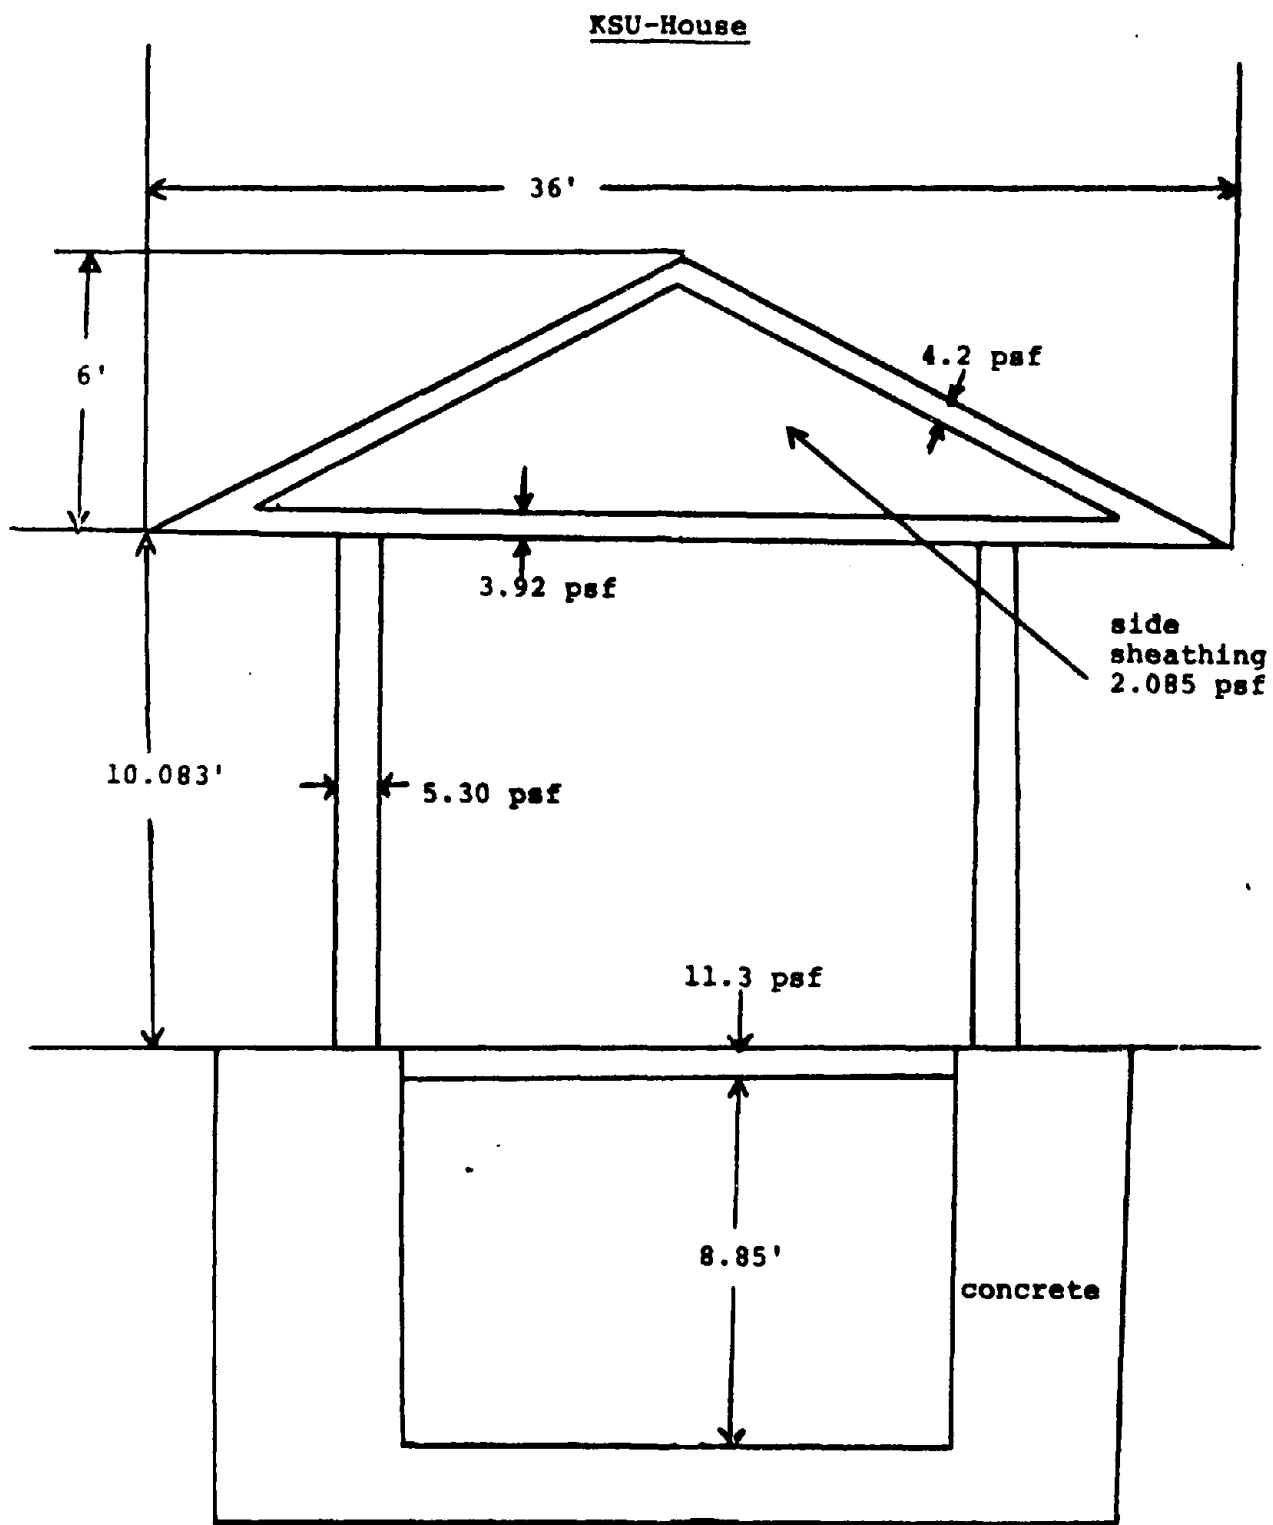 KSU-House
36'
4.2 psf
6'
3.92 psf
side
sheathing
2.085 psf
10.083'
5.30 psf
11.3 psf
8.85'
concrete